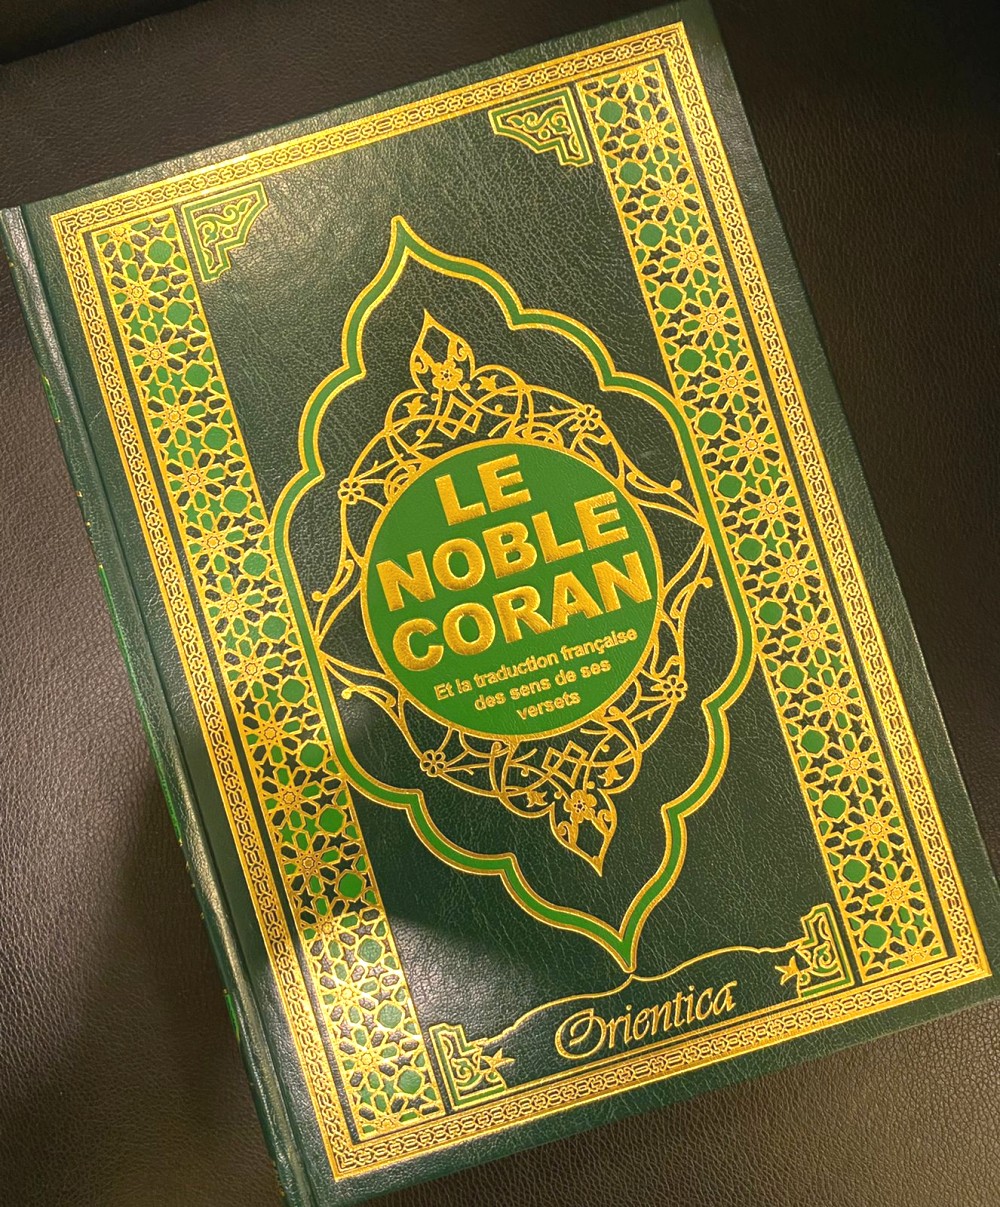 LE
NOBLE
CORAN
Et la traduction française
des sens de ses
versets
Orientica